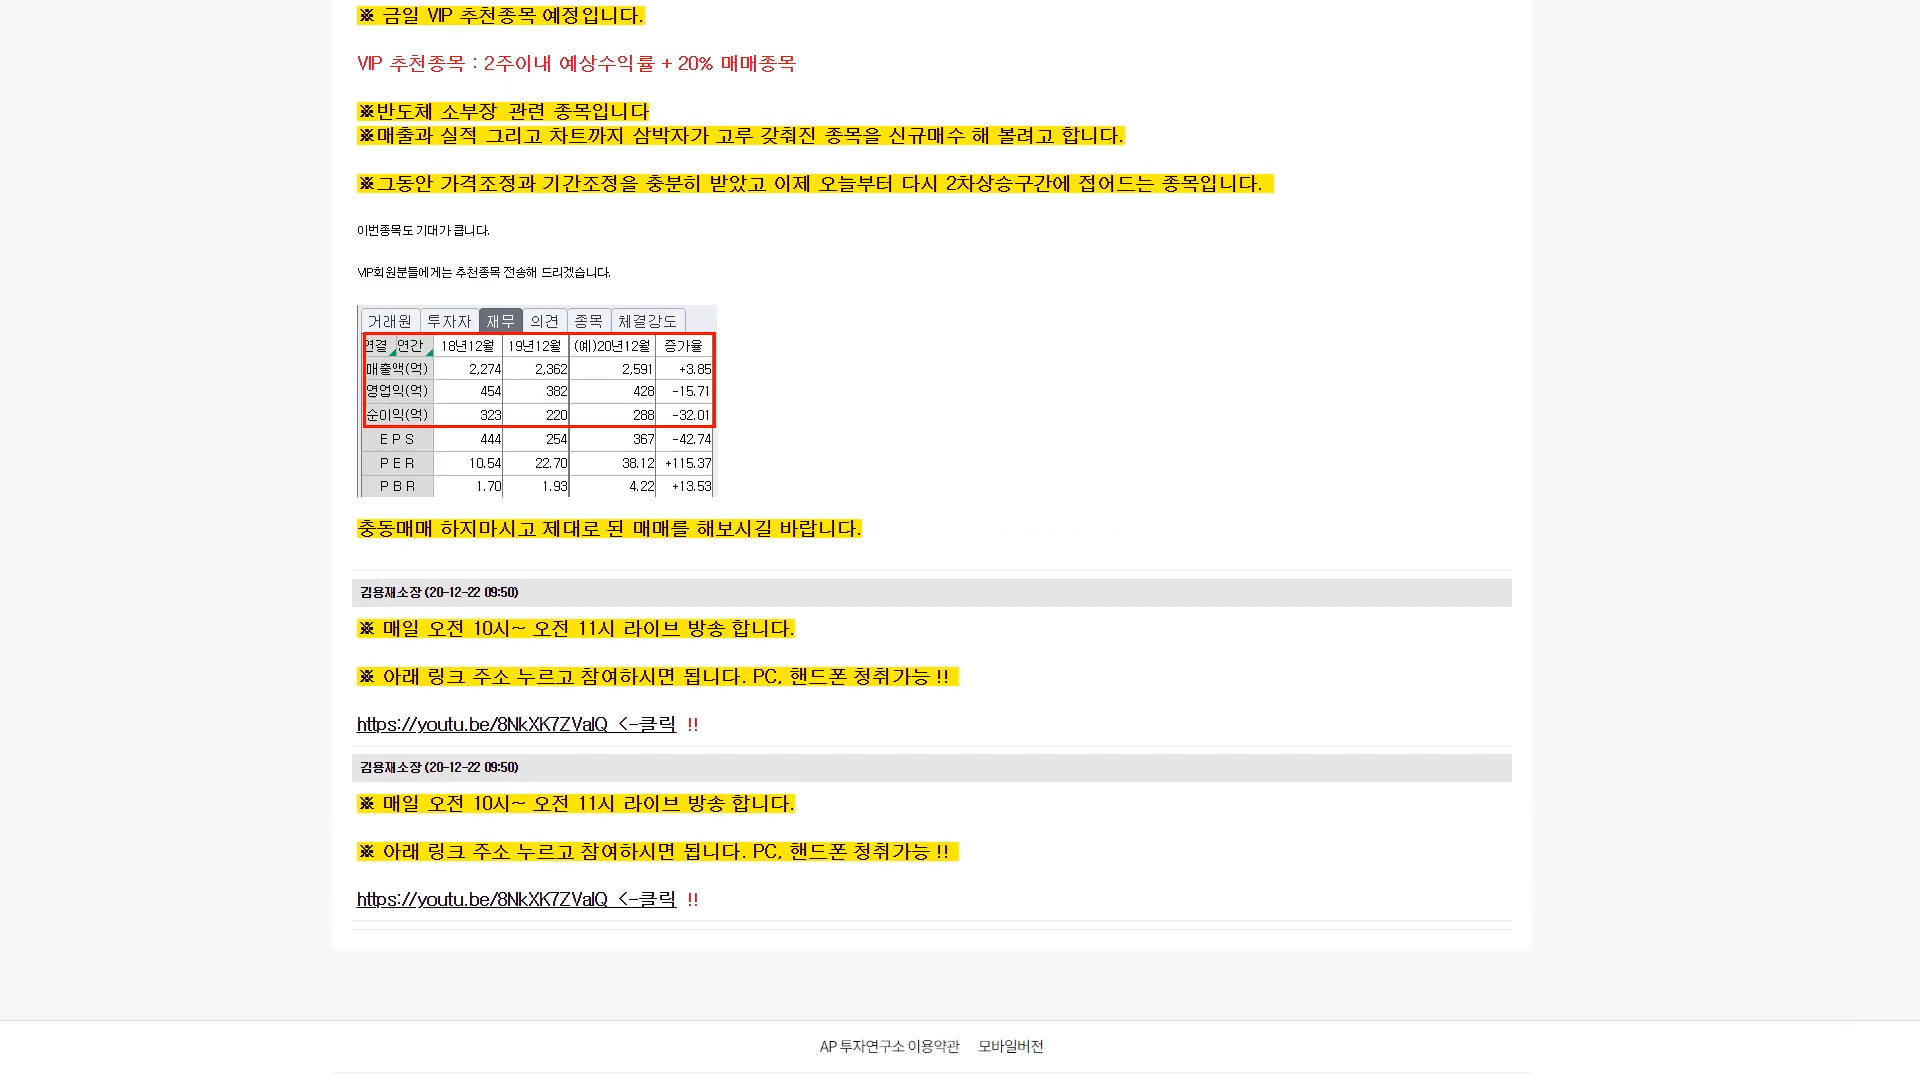 ※ 금일 VIP 추천종목 예정입니다.
VIP 추천종목 : 2주이내 예상수익률 + 20% 매매종목
※반도체 소부장 관련 종목입니다
※매출과 실적 그리고 차트까지 삼박자가 고루 갖춰진 종목을 신규매수 해 볼려고 합니다.
※그동안 가격조정과 기간조정을 충분히 받았고 이제 오늘부터 다시 2차상승구간에 접어드는 종목입니다.
이번종목도 기대가 큽니다.
VIP회원분들에게는 추천종목 전송해 드리겠습니다.
거래원 투자자 재무 의견 종목 체결강도
연결 연간 18년12월 19년12월 (예)20년12월 증가율
매출액(억) 2,274 2,362 2,591 +3.85
영업익(억) 454 382 428 -15.71
순이익(억) 323 220 288 -32.01
E P S 444 254 367 -42.74
P E R 10.54 22.70 38.12 +115.37
P B R 1.70 1.93 4.22 +13.53
충동매매 하지마시고 제대로 된 매매를 해보시길 바랍니다.
김용재소장 (20-12-22 09:50)
※ 매일 오전 10시~ 오전 11시 라이브 방송 합니다.
※ 아래 링크 주소 누르고 참여하시면 됩니다. PC, 핸드폰 청취가능 !!
https://youtu.be/8NkXK7ZValQ <-클릭 !!
김용재소장 (20-12-22 09:50)
※ 매일 오전 10시~ 오전 11시 라이브 방송 합니다.
※ 아래 링크 주소 누르고 참여하시면 됩니다. PC, 핸드폰 청취가능 !!
https://youtu.be/8NkXK7ZValQ <-클릭 !!
AP 투자연구소 이용약관 모바일버전